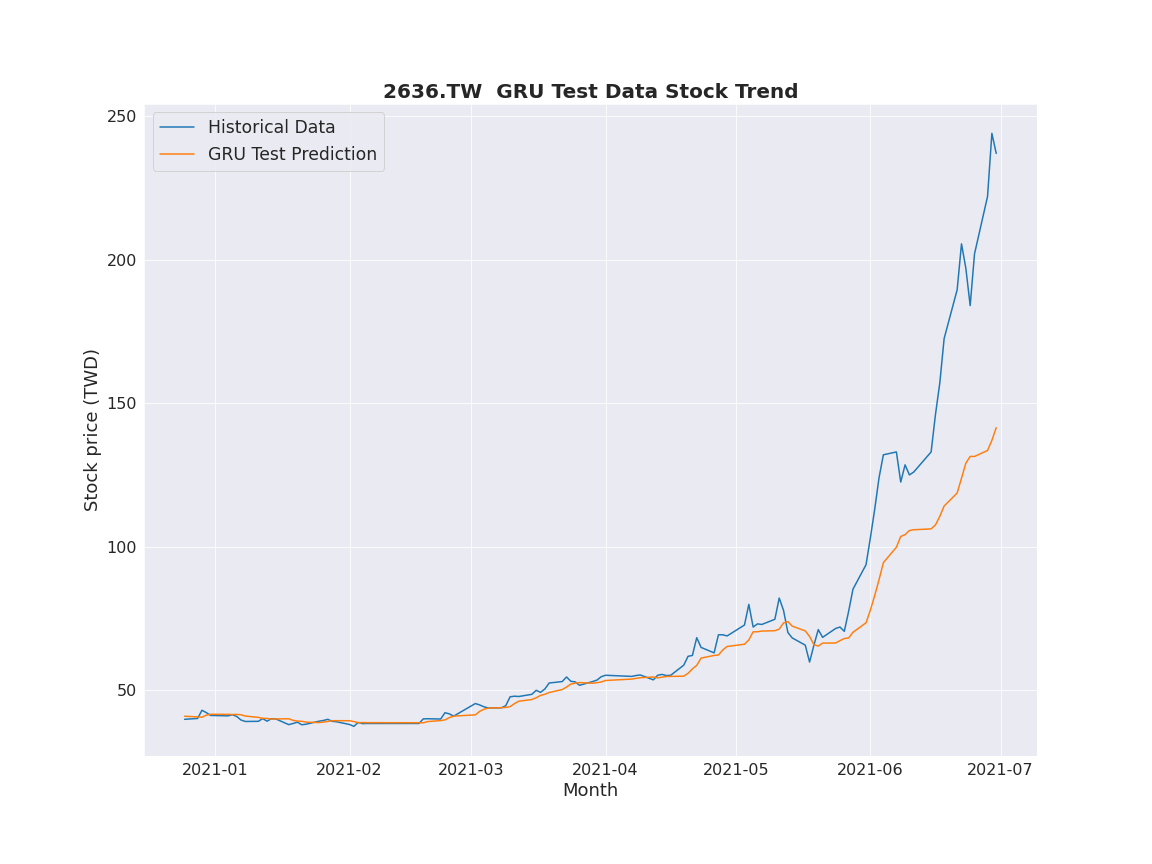 2636.TW  GRU Test Data Stock Trend
250
Historical Data
GRU Test Prediction
200
150
100
50
Stock price (TWD)
2021-01 2021-02 2021-03 2021-04 2021-05 2021-06 2021-07
Month